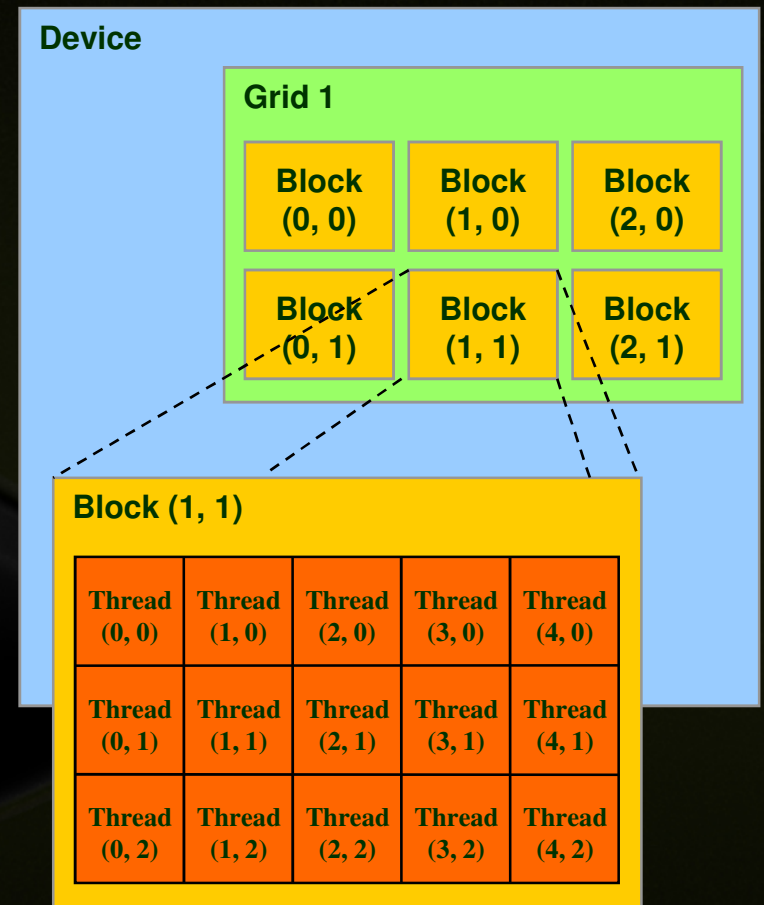 Device
Grid 1
Block Block Block
(0, 0) (1, 0) (2, 0)
Block Block Block
(0, 1) (1, 1) (2, 1)
Block (1, 1)
Thread Thread Thread Thread Thread
(0, 0) (1, 0) (2, 0) (3, 0) (4, 0)
Thread Thread Thread Thread Thread
(0, 1) (1, 1) (2, 1) (3, 1) (4, 1)
Thread Thread Thread Thread Thread
(0, 2) (1, 2) (2, 2) (3, 2) (4, 2)